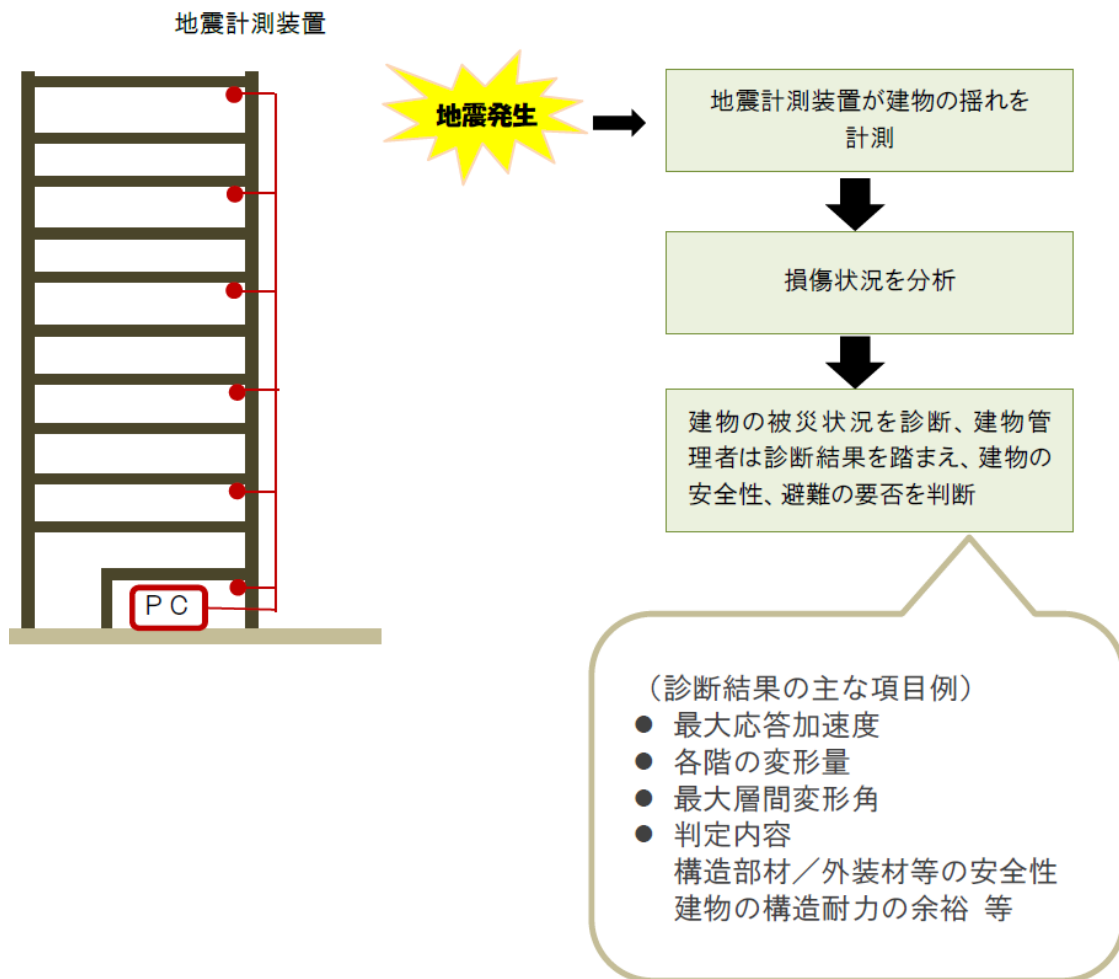 地震計測装置
地震発生
地震計測装置が建物の揺れを
計測
損傷状況を分析
建物の被災状況を診断、建物管
理者は診断結果を踏まえ、建物の
安全性、避難の要否を判断
ＰＣ
（診断結果の主な項目例）
● 最大応答加速度
● 各階の変形量
● 最大層間変形角
● 判定内容
構造部材／外装材等の安全性
建物の構造耐力の余裕 等